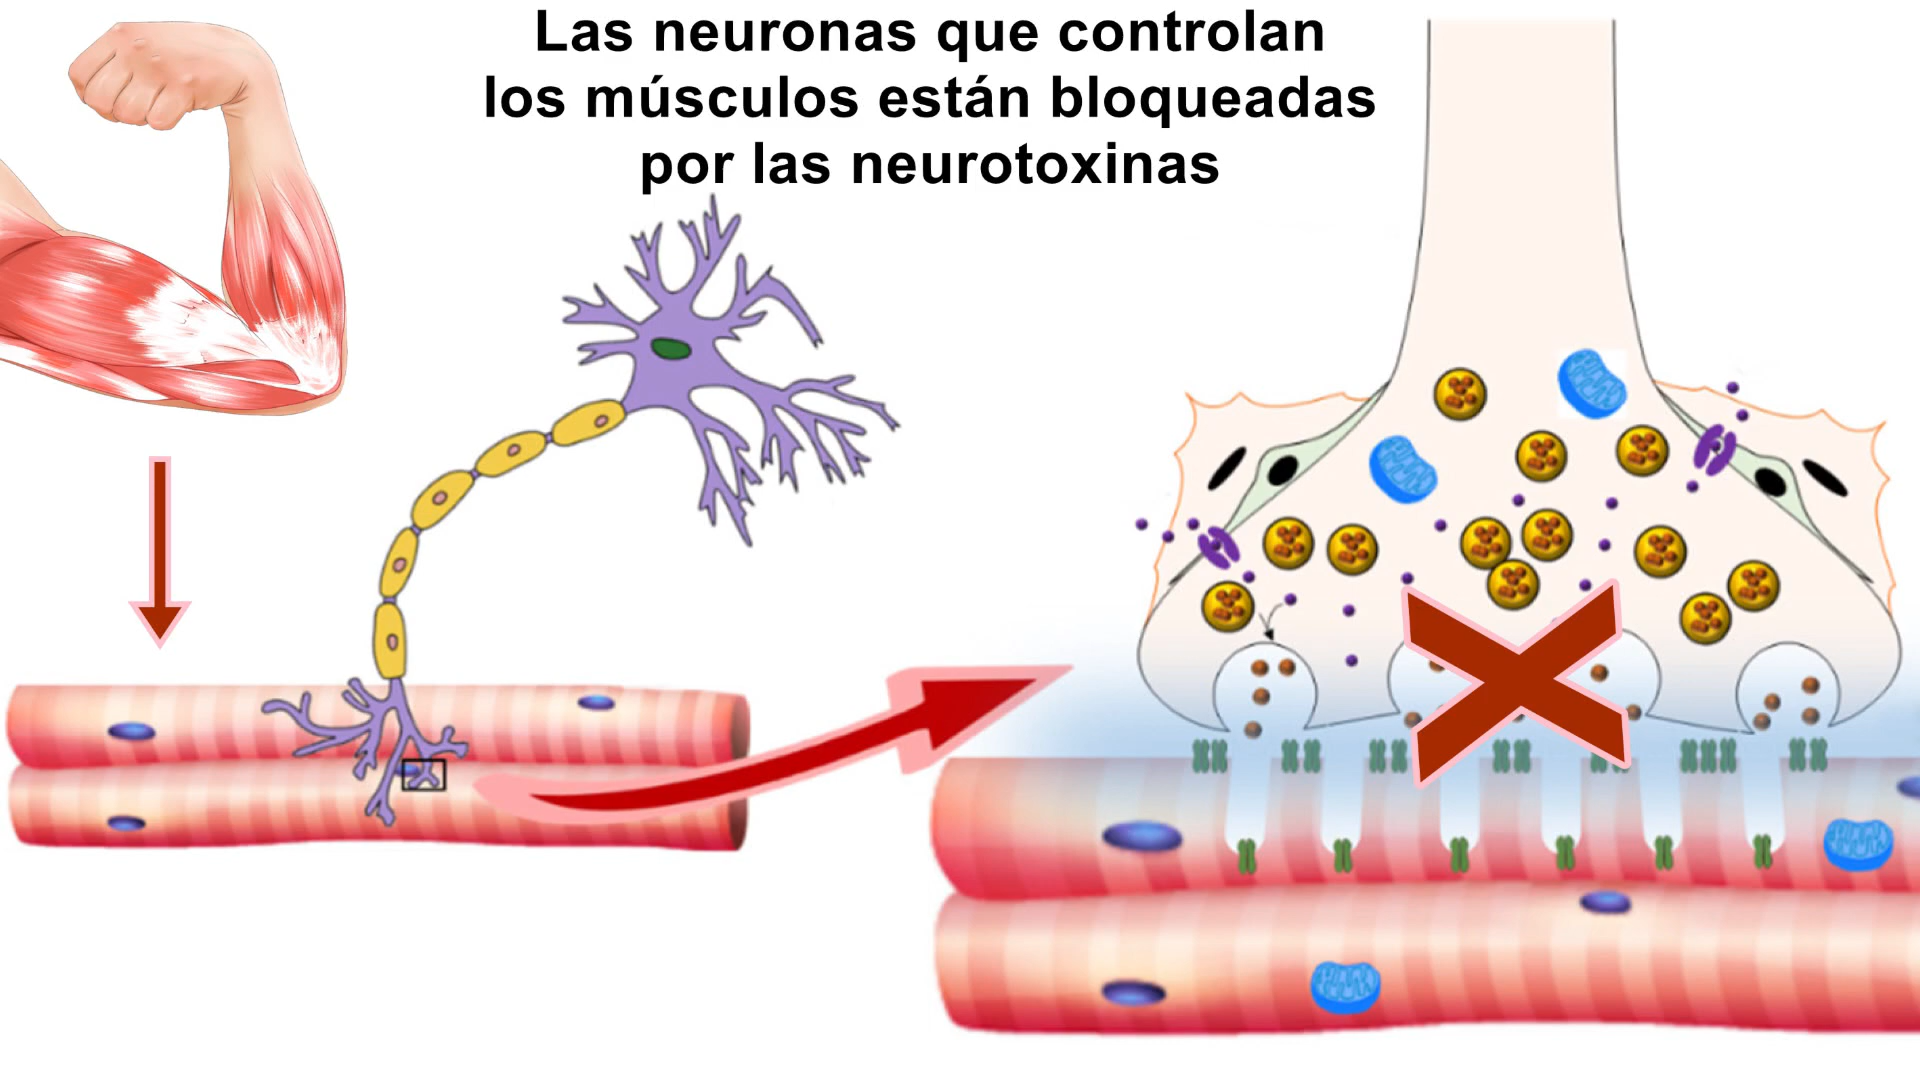 Las neuronas que controlan
los músculos están bloqueadas
por las neurotoxinas